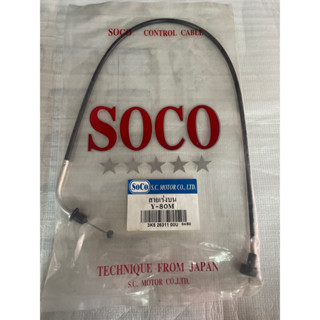 SOCO CONTROL CABLE
SOCO
SoCo S.C. MOTOR CO., LTD.
สายเร่งบน
Y-80M
TECHNIQUE FROM JAPAN
S.C. MOTOR CO.,LTD.